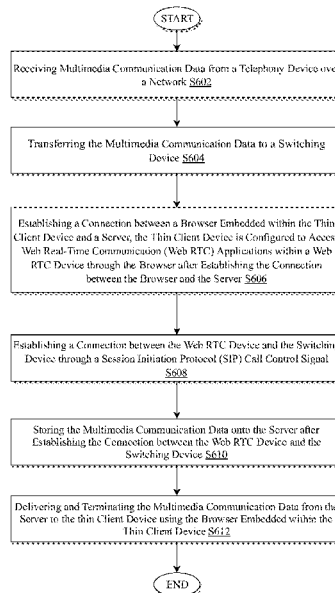 START
Receiving Multimedia Communication Data from a Telephony Device over
a Network S602
Transferring the Multimedia Communication Data to a Switching
Device S604
Establishing a Connection between a Browser Embedded within the Thin
Client Device and a Server, the Thin Client Device is Configured to Access
Web Real-Time Communication (Web RTC) Applications within a Web
RTC Device through the Browser after Establishing the Connection
between the Browser and the Server S606
Establishing a Connection between the Web RTC Device and the Switching
Device through a Session Initiation Protocol (SIP) Call Control Signal
S608
Storing the Multimedia Communication Data onto the Server after
Establishing the Connection between the Web RTC Device and the
Switching Device S610
Delivering and Terminating the Multimedia Communication Data from the
Server to the thin Client Device using the Browser Embedded within the
Thin Client Device S612
END